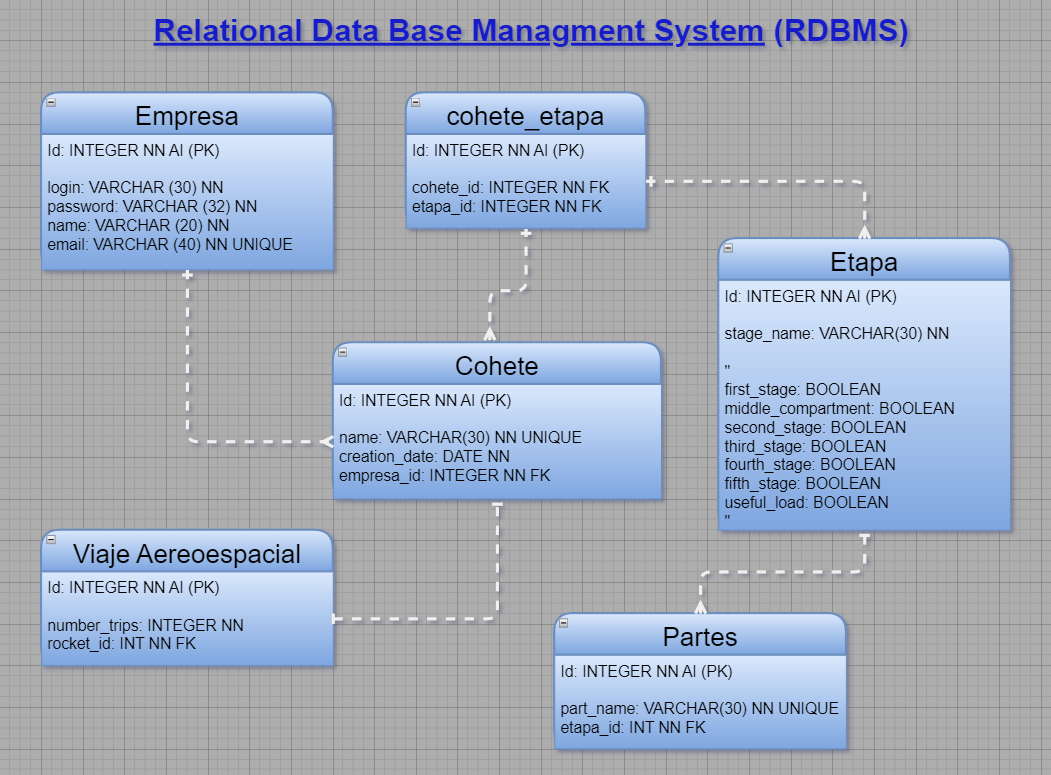 Relational Data Base Managment System (RDBMS)
Empresa
Id: INTEGER NN AI (PK)
login: VARCHAR (30) NN
password: VARCHAR (32) NN
name: VARCHAR (20) NN
email: VARCHAR (40) NN UNIQUE
cohete_etapa
Id: INTEGER NN AI (PK)
cohete_id: INTEGER NN FK
etapa_id: INTEGER NN FK
Etapa
Id: INTEGER NN AI (PK)
stage_name: VARCHAR(30) NN
"
first_stage: BOOLEAN
middle_compartment: BOOLEAN
second_stage: BOOLEAN
third_stage: BOOLEAN
fourth_stage: BOOLEAN
fifth_stage: BOOLEAN
useful_load: BOOLEAN
"
Cohete
Id: INTEGER NN AI (PK)
name: VARCHAR(30) NN UNIQUE
creation_date: DATE NN
empresa_id: INTEGER NN FK
Viaje Aereoespacial
Id: INTEGER NN AI (PK)
number_trips: INTEGER NN
rocket_id: INT NN FK
Partes
Id: INTEGER NN AI (PK)
part_name: VARCHAR(30) NN UNIQUE
etapa_id: INT NN FK